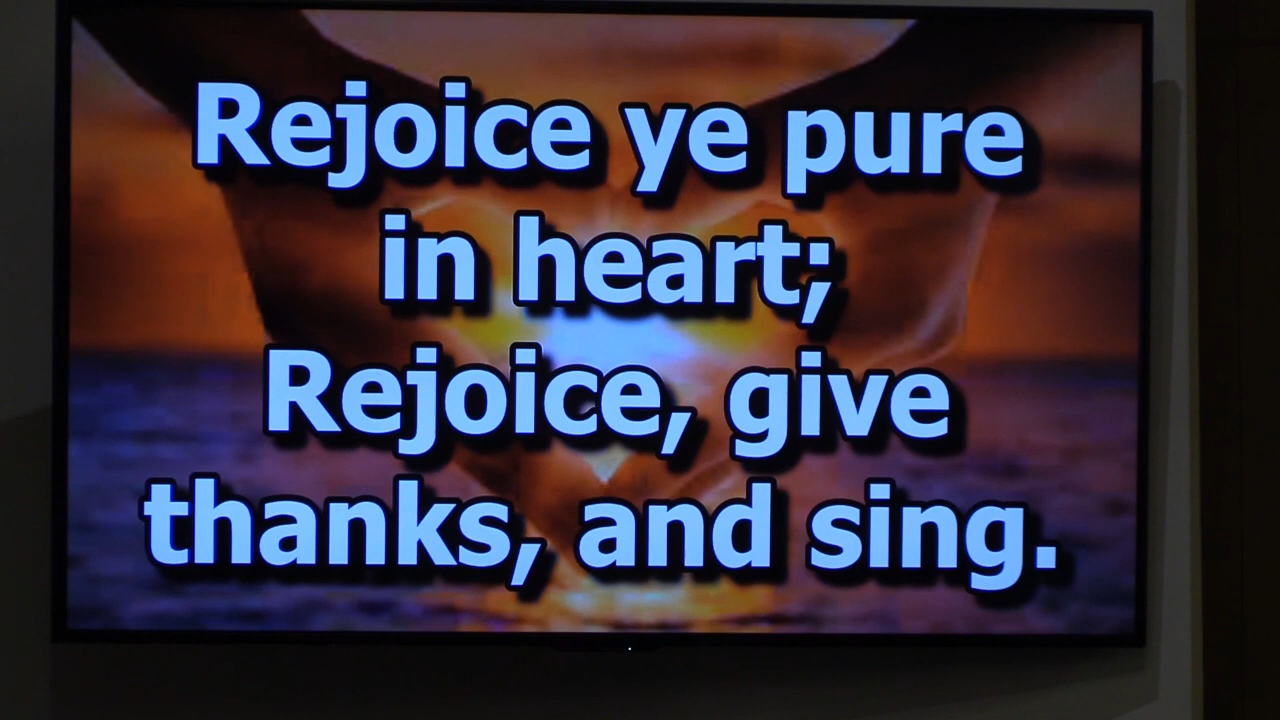 Rejoice ye pure
in heart;
Rejoice, give
thanks, and sing.